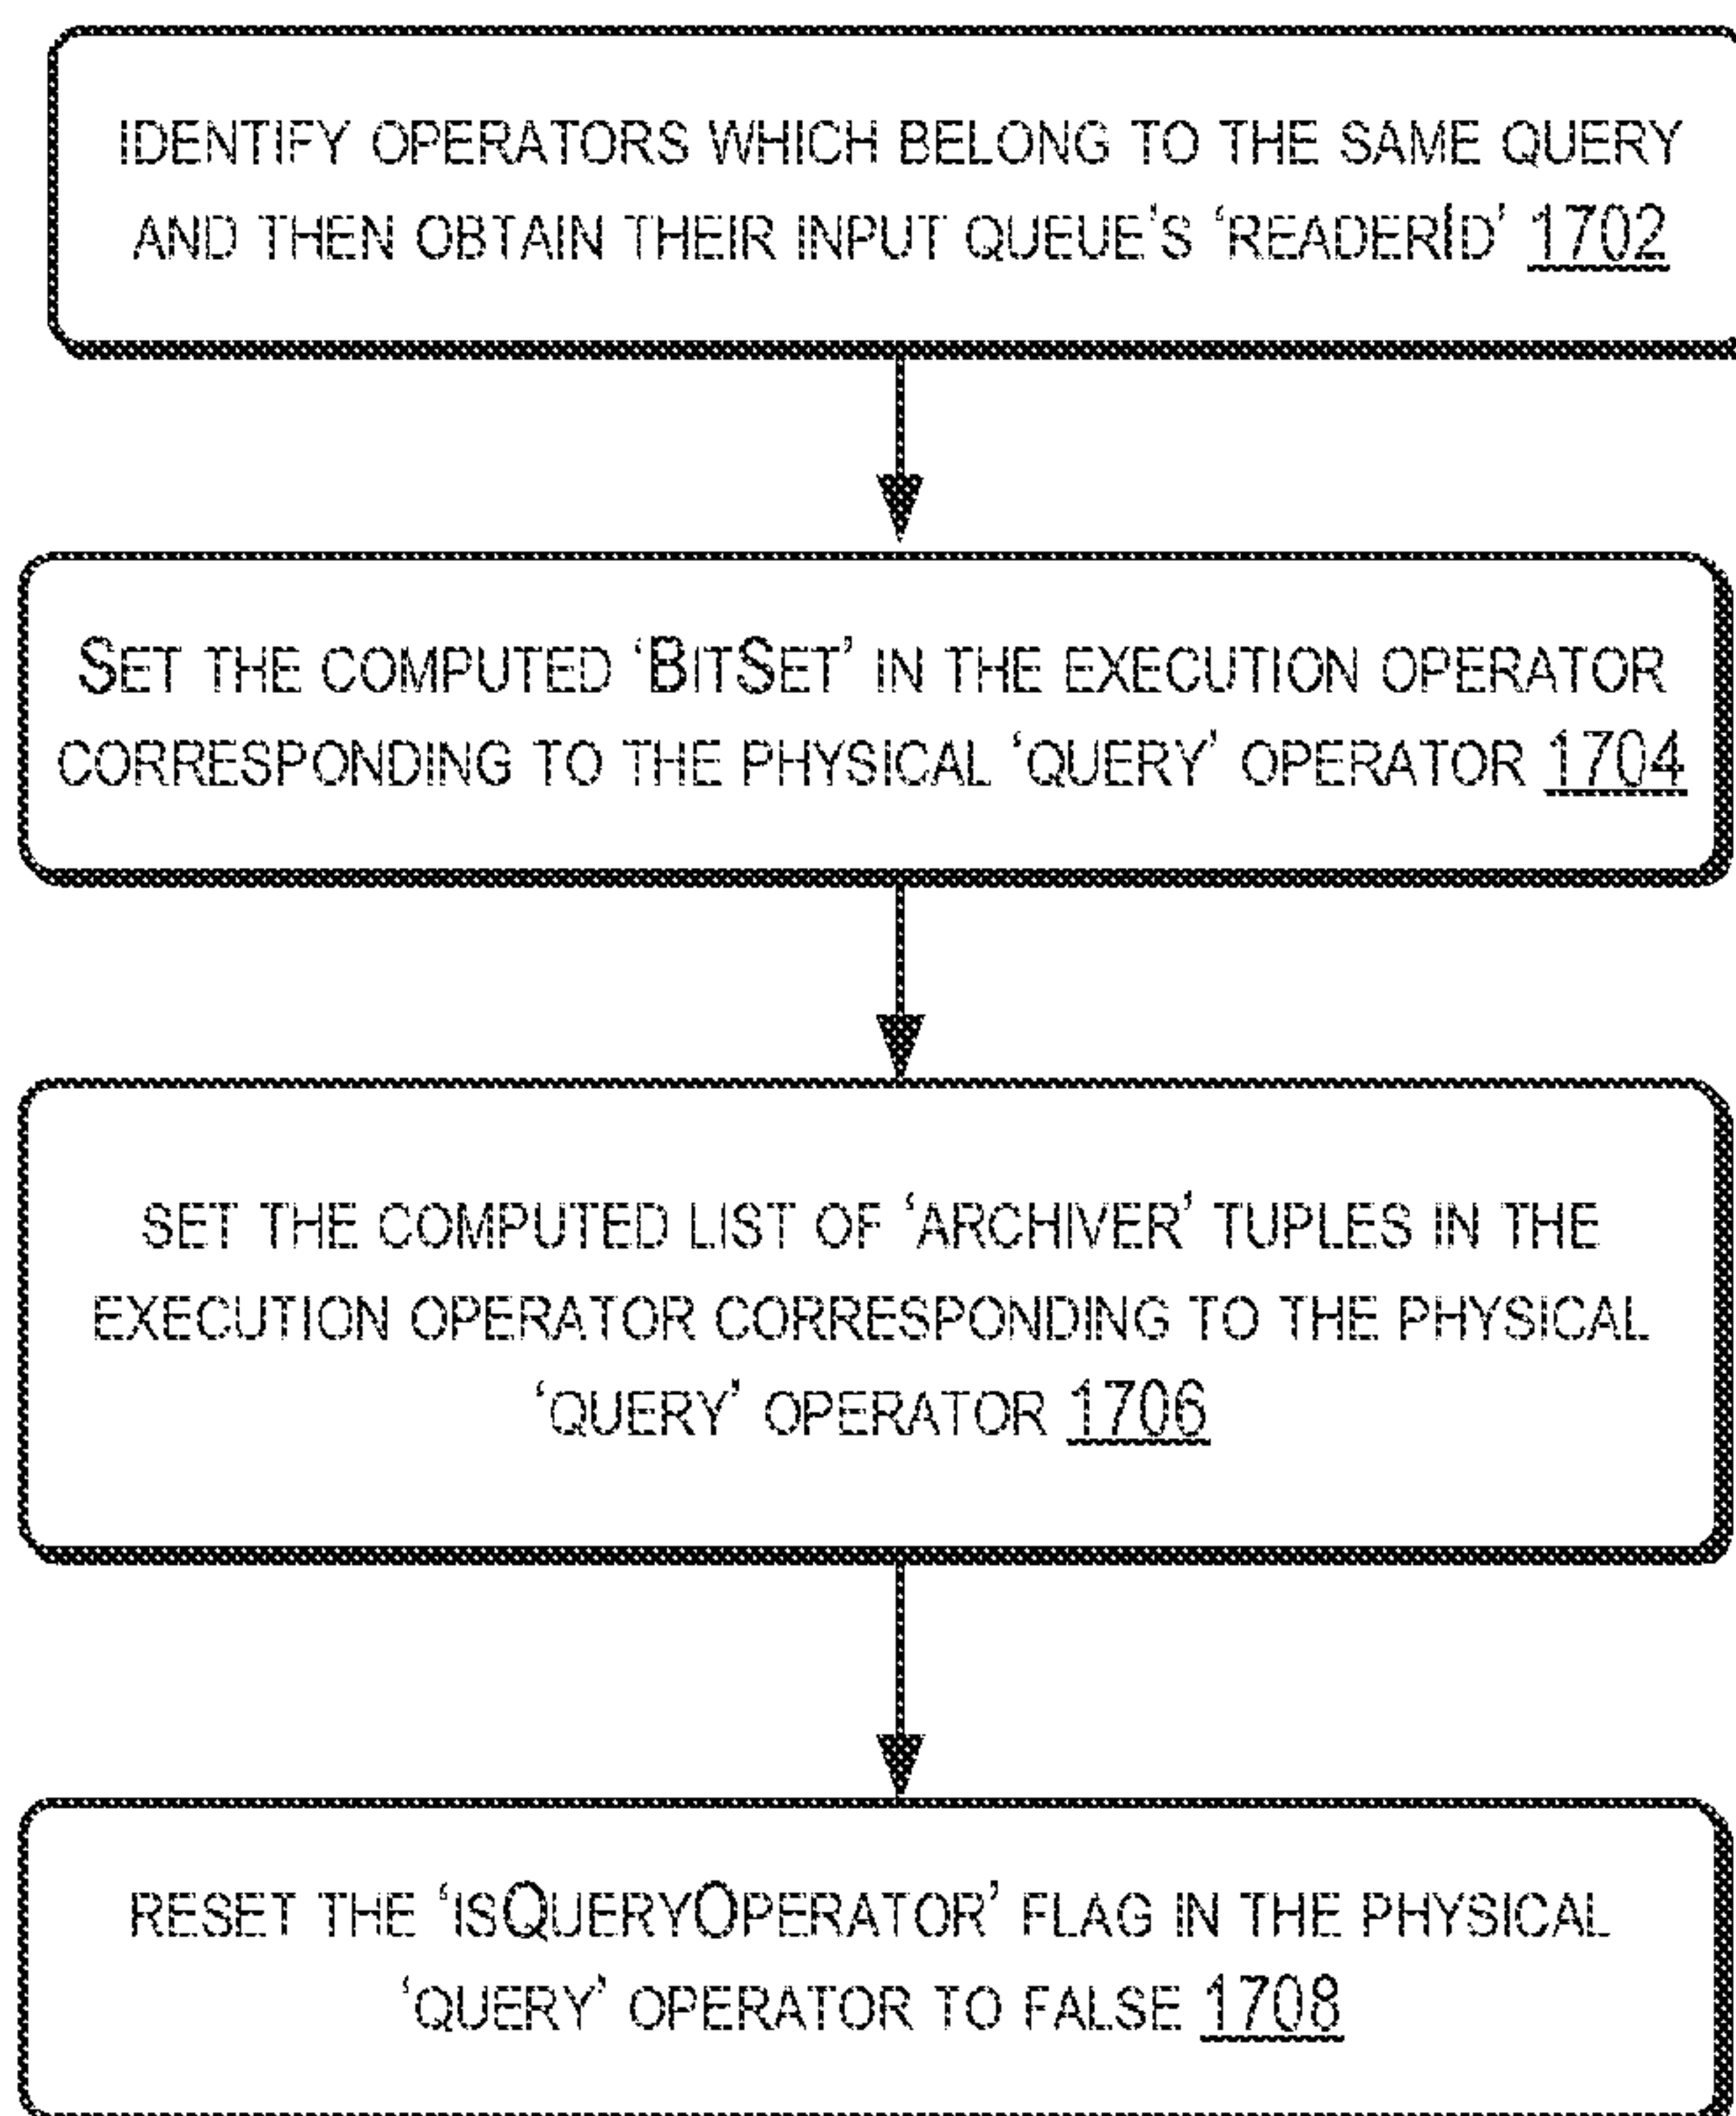 IDENTIFY OPERATORS WHICH BELONG TO THE SAME QUERY
AND THEN OBTAIN THEIR INPUT QUEUE’S ‘READERID’ 1702
SET THE COMPUTED ‘BITSET’ IN THE EXECUTION OPERATOR
CORRESPONDING TO THE PHYSICAL ‘QUERY’ OPERATOR 1704
SET THE COMPUTED LIST OF ‘ARCHIVER’ TUPLES IN THE
EXECUTION OPERATOR CORRESPONDING TO THE PHYSICAL
‘QUERY’ OPERATOR 1706
RESET THE ‘ISQUERYOPERATOR’ FLAG IN THE PHYSICAL
‘QUERY’ OPERATOR TO FALSE 1708